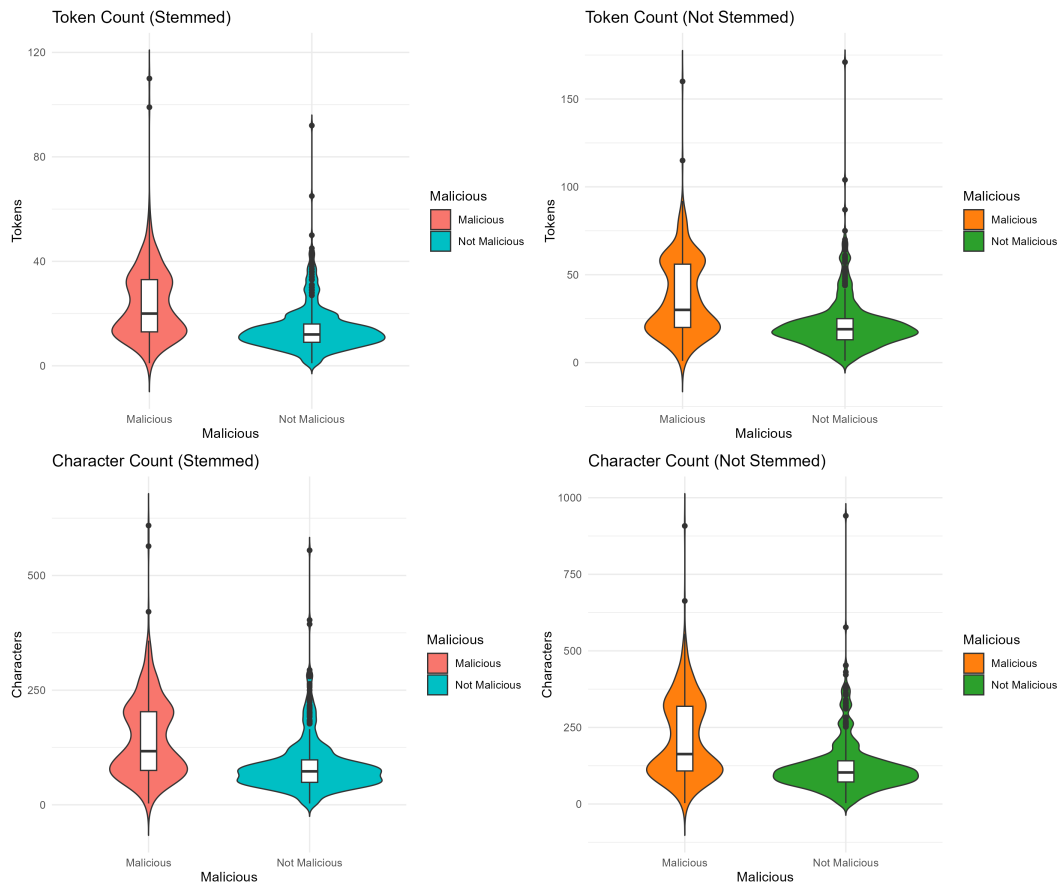 Token Count (Stemmed)
120
80
40
0
Tokens
Malicious
Not Malicious
Malicious
Malicious
Malicious
Not Malicious
Token Count (Not Stemmed)
150
100
50
0
Tokens
Malicious
Not Malicious
Malicious
Malicious
Malicious
Not Malicious
Character Count (Stemmed)
500
250
0
Characters
Malicious
Not Malicious
Malicious
Malicious
Malicious
Not Malicious
Character Count (Not Stemmed)
1000
750
500
250
0
Characters
Malicious
Not Malicious
Malicious
Malicious
Malicious
Not Malicious